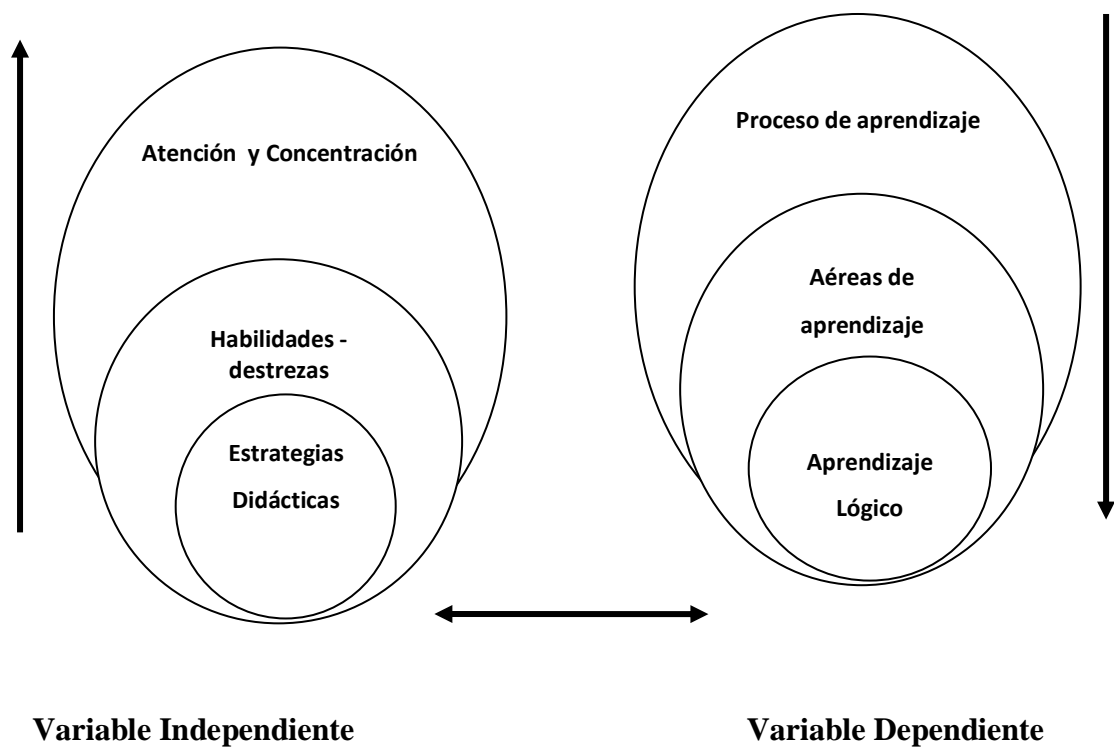 Atención y Concentración
Habilidades -
destrezas
Estrategias
Didácticas
Proceso de aprendizaje
Aéreas de
aprendizaje
Aprendizaje
Lógico
Variable Independiente
Variable Dependiente